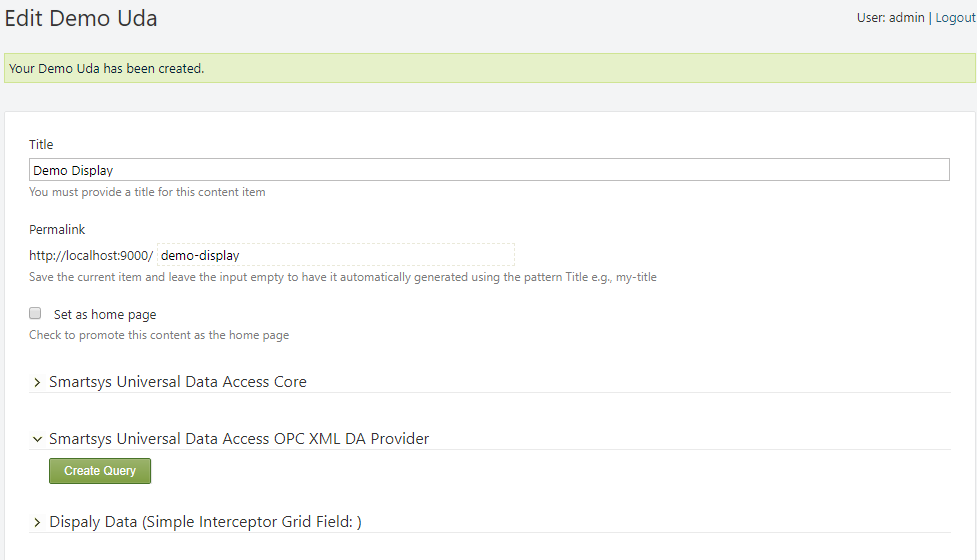 Edit Demo Uda
User: admin | Logout
Your Demo Uda has been created.
Title
Demo Display
You must provide a title for this content item
Permalink
http://localhost:9000/ demo-display
Save the current item and leave the input empty to have it automatically generated using the pattern Title e.g., my-title
Set as home page
Check to promote this content as the home page
Smartsys Universal Data Access Core
Smartsys Universal Data Access OPC XML DA Provider
Create Query
Dispaly Data (Simple Interceptor Grid Field: )